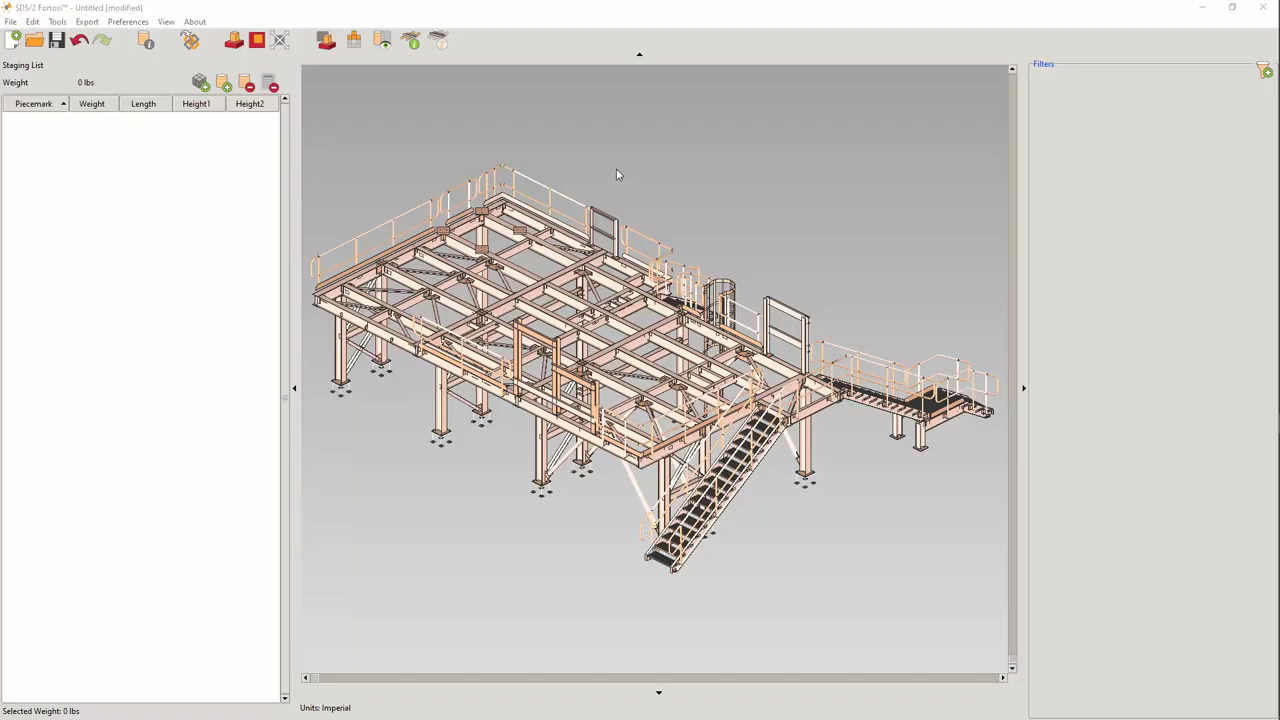 SDS/2 Fortosi™ - Untitled [modified]
File Edit Tools Export Preferences View About
Staging List
Weight 0 lbs
Piecemark Weight Length Height1 Height2
Filters
Selected Weight: 0 lbs
Units: Imperial